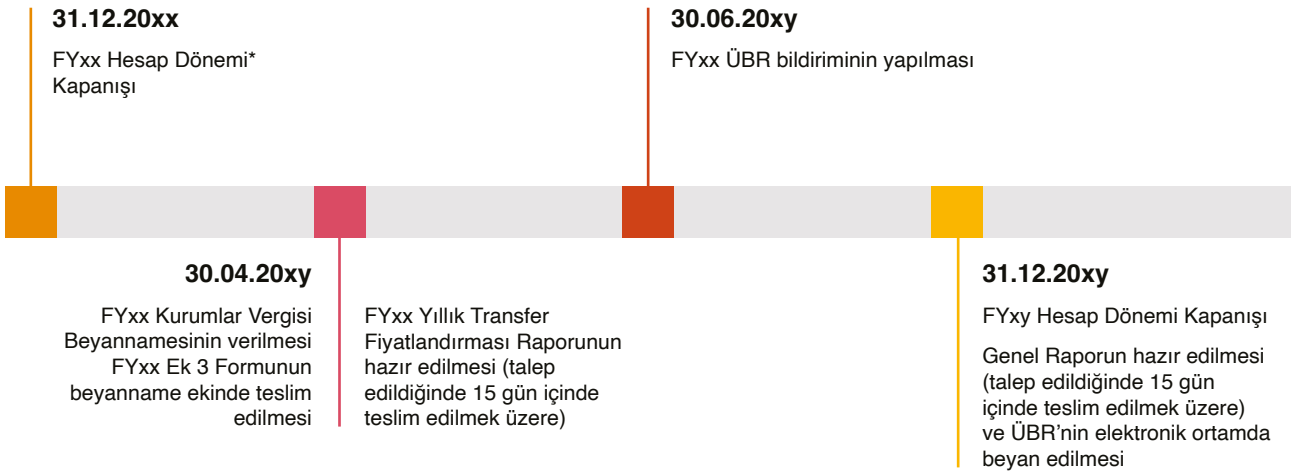 31.12.20xx
FYxx Hesap Dönemi*
Kapanışı
30.06.20xy
FYxx ÜBR bildiriminin yapılması
30.04.20xy
FYxx Kurumlar Vergisi
Beyannamesinin verilmesi
FYxx Ek 3 Formunun
beyanname ekinde teslim
edilmesi
FYxx Yıllık Transfer
Fiyatlandırması Raporunun
hazır edilmesi (talep
edildiğinde 15 gün içinde
teslim edilmek üzere)
31.12.20xy
FYxy Hesap Dönemi Kapanışı
Genel Raporun hazır edilmesi
(talep edildiğinde 15 gün
içinde teslim edilmek üzere)
ve ÜBR’nin elektronik ortamda
beyan edilmesi